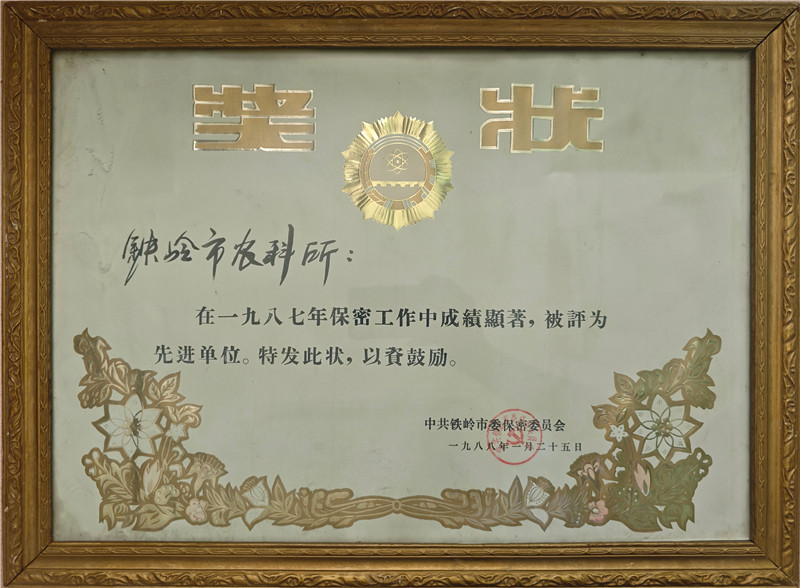 奖状
铁岭市农科所：
在一九八七年保密工作中成績顯著，被評为
先进单位。特发此状，以資鼓励。
中共铁岭市委保密委员会
一九八八年一月二十五日